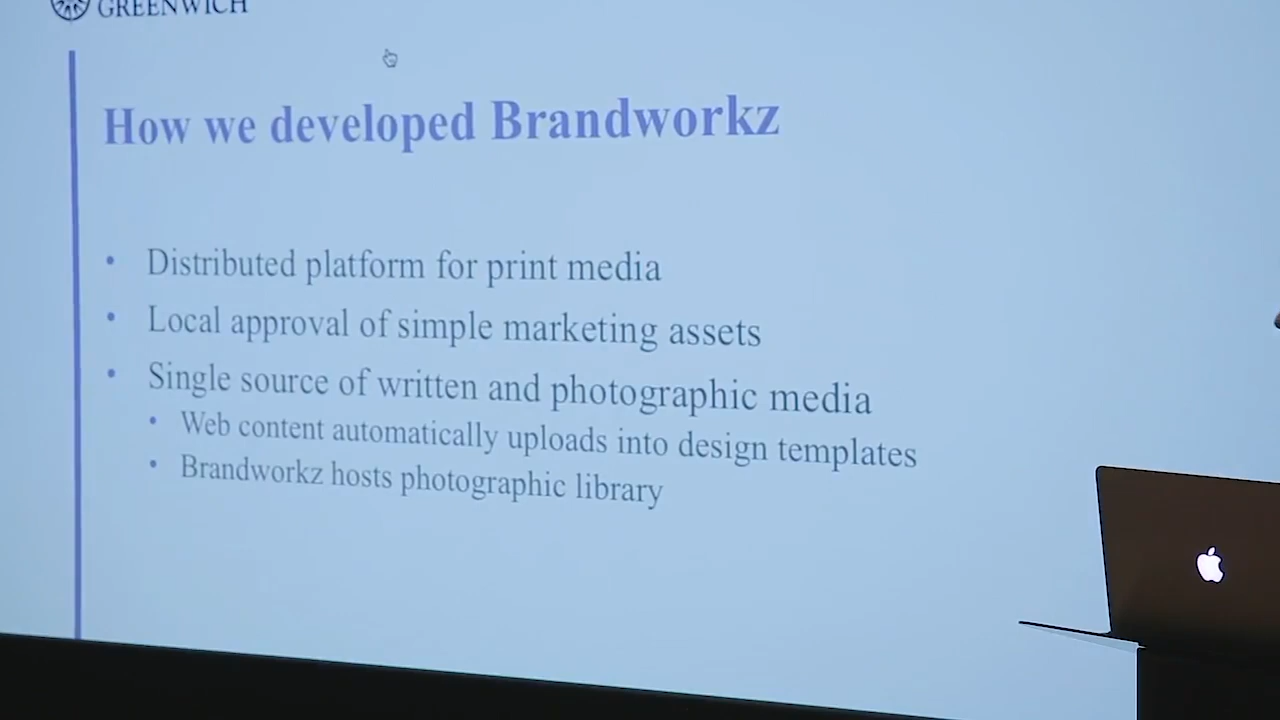 GREENWICH
How we developed Brandworkz
• Distributed platform for print media
• Local approval of simple marketing assets
• Single source of written and photographic media
• Web content automatically uploads into design templates
• Brandworkz hosts photographic library